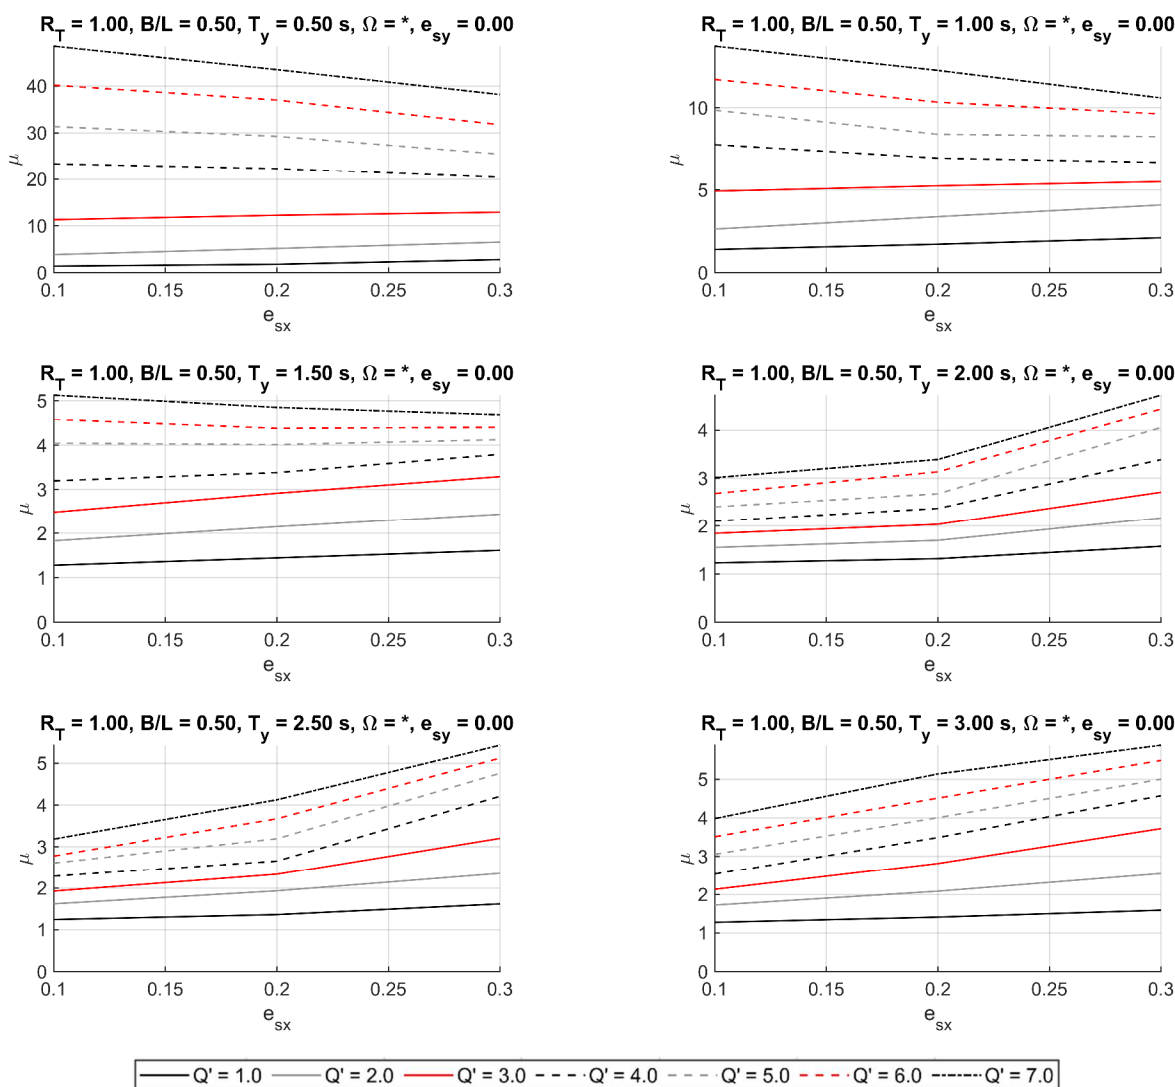 R_T = 1.00, B/L = 0.50, T_y = 0.50 s, Ω = *, e_sy = 0.00
40
30
20
10
0
μ
0.1 0.15 0.2 0.25 0.3
e_sx
R_T = 1.00, B/L = 0.50, T_y = 1.00 s, Ω = *, e_sy = 0.00
10
5
0
μ
0.1 0.15 0.2 0.25 0.3
e_sx
R_T = 1.00, B/L = 0.50, T_y = 1.50 s, Ω = *, e_sy = 0.00
5
4
3
2
1
0
μ
0.1 0.15 0.2 0.25 0.3
e_sx
R_T = 1.00, B/L = 0.50, T_y = 2.00 s, Ω = *, e_sy = 0.00
4
3
2
1
0
μ
0.1 0.15 0.2 0.25 0.3
e_sx
R_T = 1.00, B/L = 0.50, T_y = 2.50 s, Ω = *, e_sy = 0.00
5
4
3
2
1
0
μ
0.1 0.15 0.2 0.25 0.3
e_sx
R_T = 1.00, B/L = 0.50, T_y = 3.00 s, Ω = *, e_sy = 0.00
5
4
3
2
1
0
μ
0.1 0.15 0.2 0.25 0.3
e_sx
Q' = 1.0 Q' = 2.0 Q' = 3.0 Q' = 4.0 Q' = 5.0 Q' = 6.0 Q' = 7.0